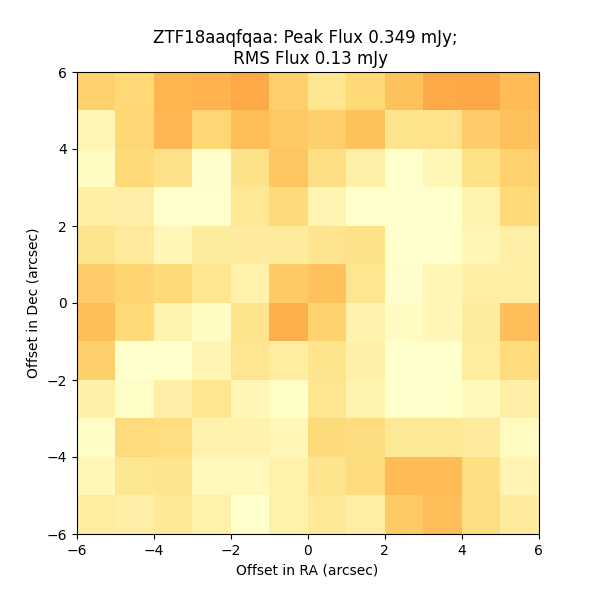 ZTF18aaqfqaa: Peak Flux 0.349 mJy;
RMS Flux 0.13 mJy
6
4
2
0
−2
−4
−6
Offset in Dec (arcsec)
−6 −4 −2 0 2 4 6
Offset in RA (arcsec)